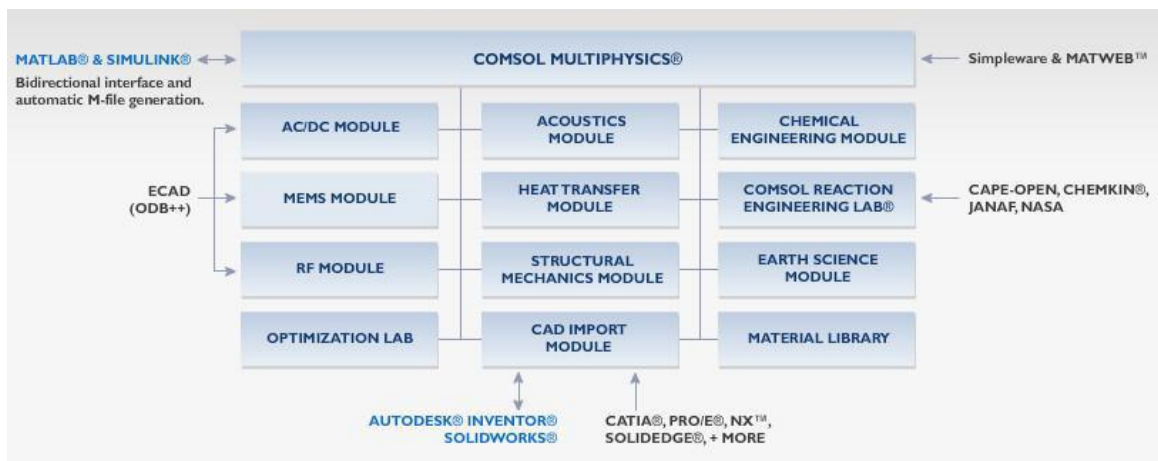 MATLAB® & SIMULINK®
Bidirectional interface and
automatic M-file generation.
COMSOL MULTIPHYSICS®
Simpleware & MATWEB™
AC/DC MODULE
ACOUSTICS
MODULE
CHEMICAL
ENGINEERING MODULE
ECAD
(ODB++)
MEMS MODULE
HEAT TRANSFER
MODULE
COMSOL REACTION
ENGINEERING LAB®
CAPE-OPEN, CHEMKIN®,
JANAF, NASA
RF MODULE
STRUCTURAL
MECHANICS MODULE
EARTH SCIENCE
MODULE
OPTIMIZATION LAB
CAD IMPORT
MODULE
MATERIAL LIBRARY
AUTODESK® INVENTOR®
SOLIDWORKS®
CATIA®, PRO/E®, NX™,
SOLIDEDGE®, + MORE